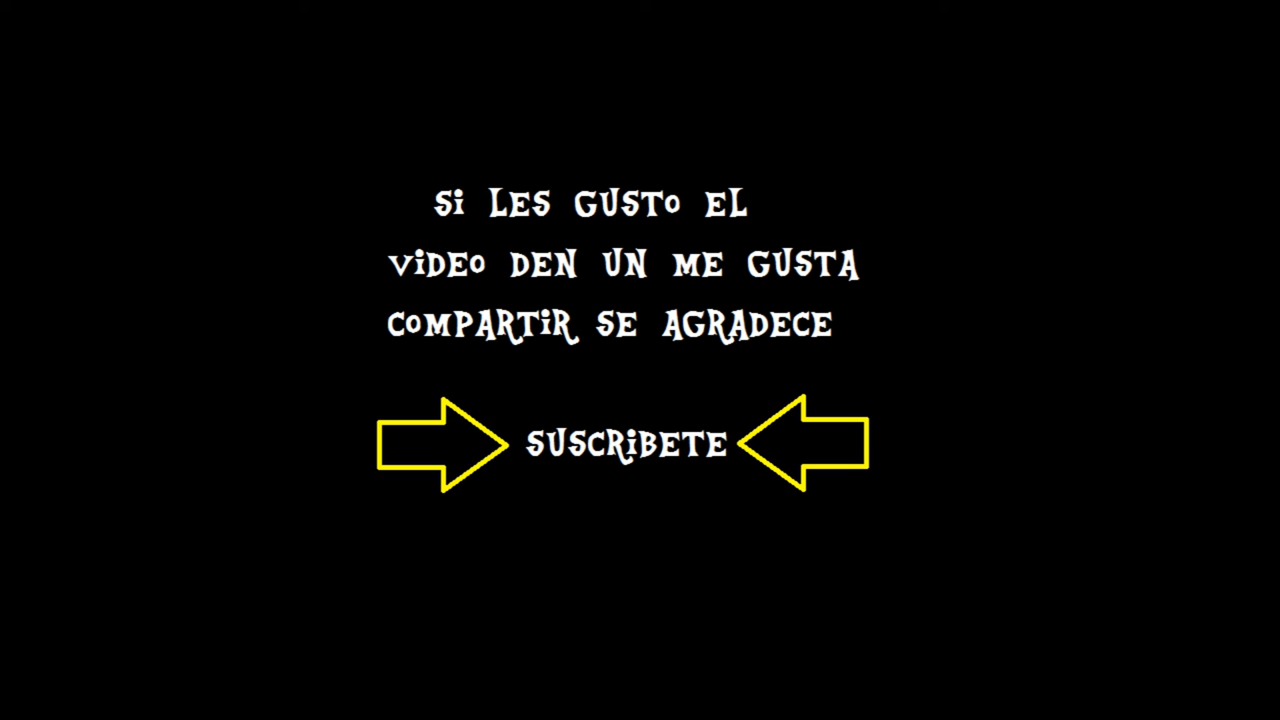 Si LES GUSTo EL
ViDEo DEN UN ME GUSTA
CoMPARTiR SE AGRADECE
SUSCRiBETE